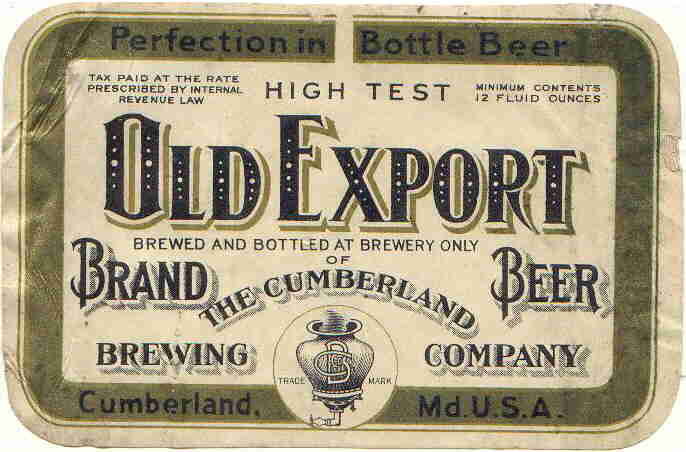 Perfection in Bottle Beer
TAX PAID AT THE RATE
PRESCRIBED BY INTERNAL
REVENUE LAW
HIGH TEST
MINIMUM CONTENTS
12 FLUID OUNCES
OLD EXPORT
BREWED AND BOTTLED AT BREWERY ONLY
OF
BRAND
BEER
THE CUMBERLAND
BREWING
COMPANY
TRADE MARK
Cumberland, Md. U.S.A.